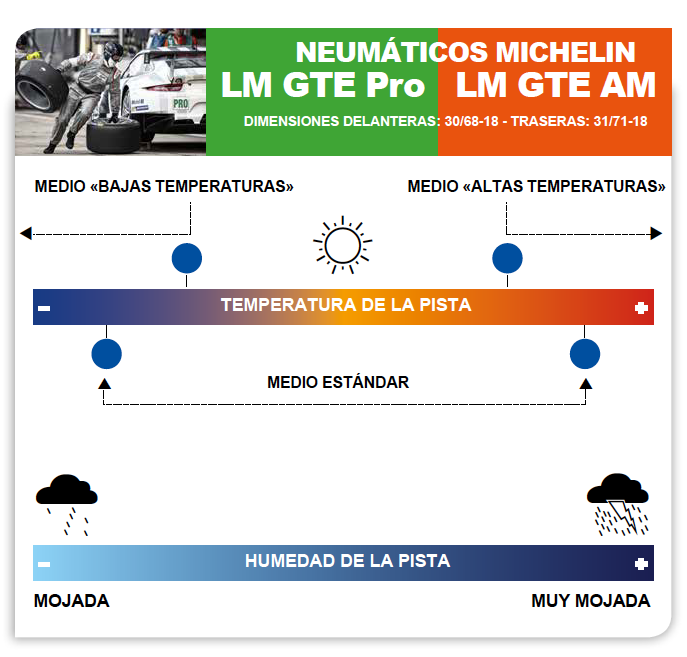 NEUMÁTICOS MICHELIN
LM GTE Pro LM GTE AM
DIMENSIONES DELANTERAS: 30/68-18 - TRASERAS: 31/71-18
PRO
MEDIO «BAJAS TEMPERATURAS» MEDIO «ALTAS TEMPERATURAS»
TEMPERATURA DE LA PISTA
MEDIO ESTÁNDAR
HUMEDAD DE LA PISTA
MOJADA MUY MOJADA